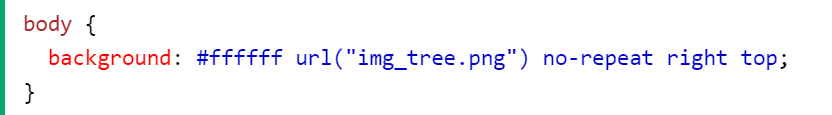 body {
  background: #ffffff url("img_tree.png") no-repeat right top;
}